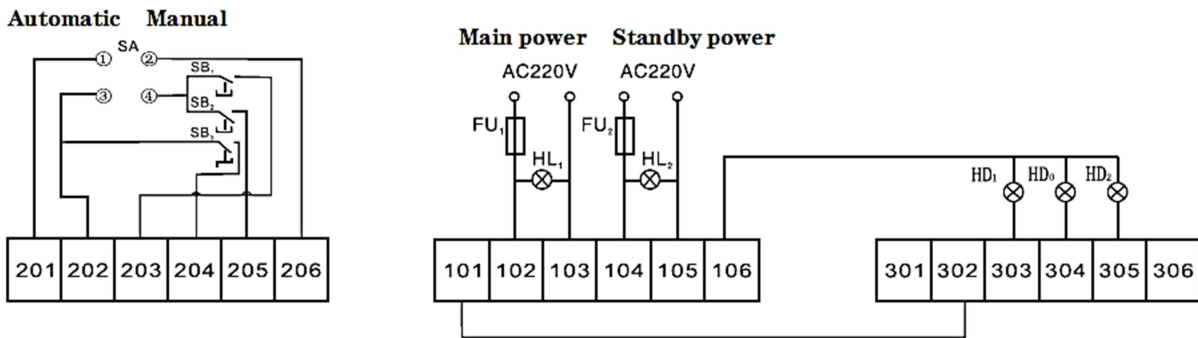 Automatic Manual
SA
① ②
③ ④
SB₁
SB₂
SB₃
201 202 203 204 205 206
Main power Standby power
AC220V AC220V
FU₁ FU₂
HL₁ HL₂
HD₁ HD₀ HD₂
101 102 103 104 105 106
301 302 303 304 305 306